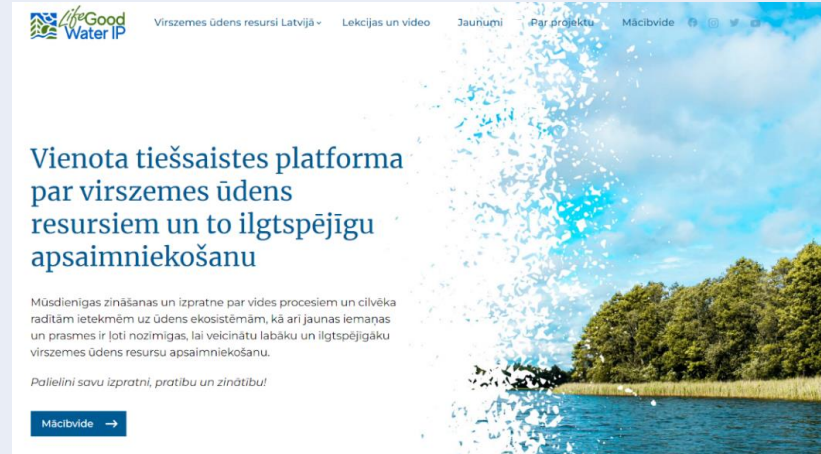 Life Good
Water IP
Virszemes ūdens resursi Latvijā
Lekcijas un video
Jaunumi
Par projektu
Mācibvide
Vienota tiešsaistes platforma
par virszemes ūdens
resursiem un to ilgtspējīgu
apsaimniekošanu
Mūsdienīgas zināšanas un izpratne par vides procesiem un cilvēka
radītām ietekmēm uz ūdens ekosistēmām, kā arī jaunas iemaņas
un prasmes ir ļoti nozīmīgas, lai veicinātu labāku un ilgtspējīgāku
virszemes ūdens resursu apsaimniekošanu.
Palielini savu izpratni, pratību un zinātību!
Mācibvide →